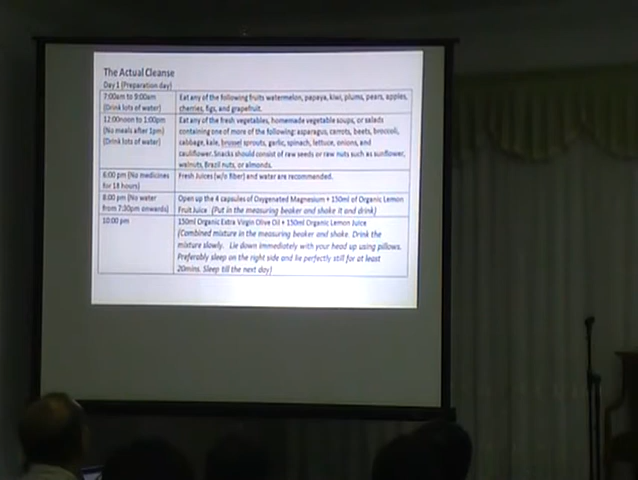 The Actual Cleanse
Day 1 (Preparation day)
7:00am to 9:00am
(Drink lots of water)
Eat any of the following fruits watermelon, papaya, kiwi, plums, pears, apples,
cherries, figs, and grapefruit.
12:00noon to 1:00pm
(No meals after 1pm)
(Drink lots of water)
Eat any of the fresh vegetables, homemade vegetable soups, or salads
containing one of more of the following: asparagus, carrots, beets, broccoli,
cabbage, kale, brussel sprouts, garlic, spinach, lettuce, onions, and
cauliflower. Snacks should consist of raw seeds or raw nuts such as sunflower,
walnuts, Brazil nuts, or almonds.
6:00 pm (No medicines
for 18 hours)
Fresh Juices (w/o fiber) and water are recommended.
8:00 pm (No water
from 7:30pm onwards)
Open up the 4 capsules of Oxygenated Magnesium + 150ml of Organic Lemon
Fruit Juice (Put in the measuring beaker and shake it and drink)
10:00 pm
150ml Organic Extra Virgin Olive Oil + 150ml Organic Lemon Juice
(Combined mixture in the measuring beaker and shake. Drink the
mixture slowly. Lie down immediately with your head up using pillows.
Preferably sleep on the right side and lie perfectly still for at least
20mins. Sleep till the next day)